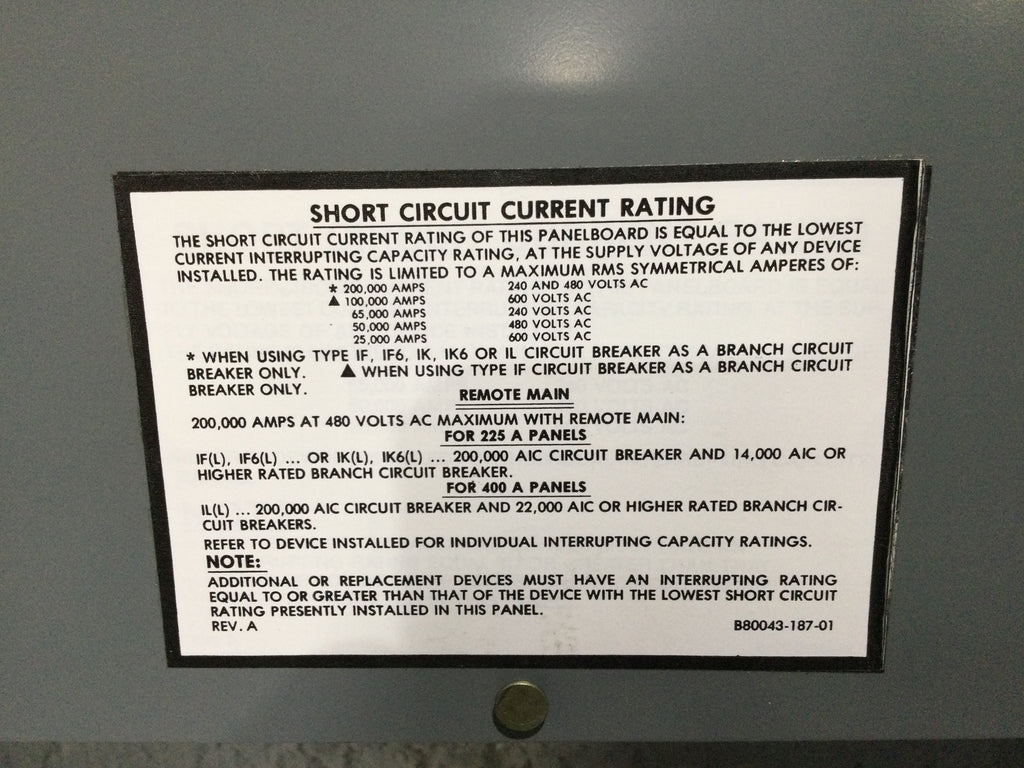 SHORT CIRCUIT CURRENT RATING
THE SHORT CIRCUIT CURRENT RATING OF THIS PANELBOARD IS EQUAL TO THE LOWEST
CURRENT INTERRUPTING CAPACITY RATING, AT THE SUPPLY VOLTAGE OF ANY DEVICE
INSTALLED. THE RATING IS LIMITED TO A MAXIMUM RMS SYMMETRICAL AMPERES OF:
* 200,000 AMPS 240 AND 480 VOLTS AC
▲ 100,000 AMPS 600 VOLTS AC
65,000 AMPS 240 VOLTS AC
50,000 AMPS 480 VOLTS AC
25,000 AMPS 600 VOLTS AC
* WHEN USING TYPE IF, IF6, IK, IK6 OR IL CIRCUIT BREAKER AS A BRANCH CIRCUIT
BREAKER ONLY. ▲ WHEN USING TYPE IF CIRCUIT BREAKER AS A BRANCH CIRCUIT
BREAKER ONLY.
REMOTE MAIN
200,000 AMPS AT 480 VOLTS AC MAXIMUM WITH REMOTE MAIN:
FOR 225 A PANELS
IF(L), IF6(L) ... OR IK(L), IK6(L) ... 200,000 AIC CIRCUIT BREAKER AND 14,000 AIC OR
HIGHER RATED BRANCH CIRCUIT BREAKER.
FOR 400 A PANELS
IL(L) ... 200,000 AIC CIRCUIT BREAKER AND 22,000 AIC OR HIGHER RATED BRANCH CIR-
CUIT BREAKERS.
REFER TO DEVICE INSTALLED FOR INDIVIDUAL INTERRUPTING CAPACITY RATINGS.
NOTE:
ADDITIONAL OR REPLACEMENT DEVICES MUST HAVE AN INTERRUPTING RATING
EQUAL TO OR GREATER THAN THAT OF THE DEVICE WITH THE LOWEST SHORT CIRCUIT
RATING PRESENTLY INSTALLED IN THIS PANEL.
REV. A B80043-187-01